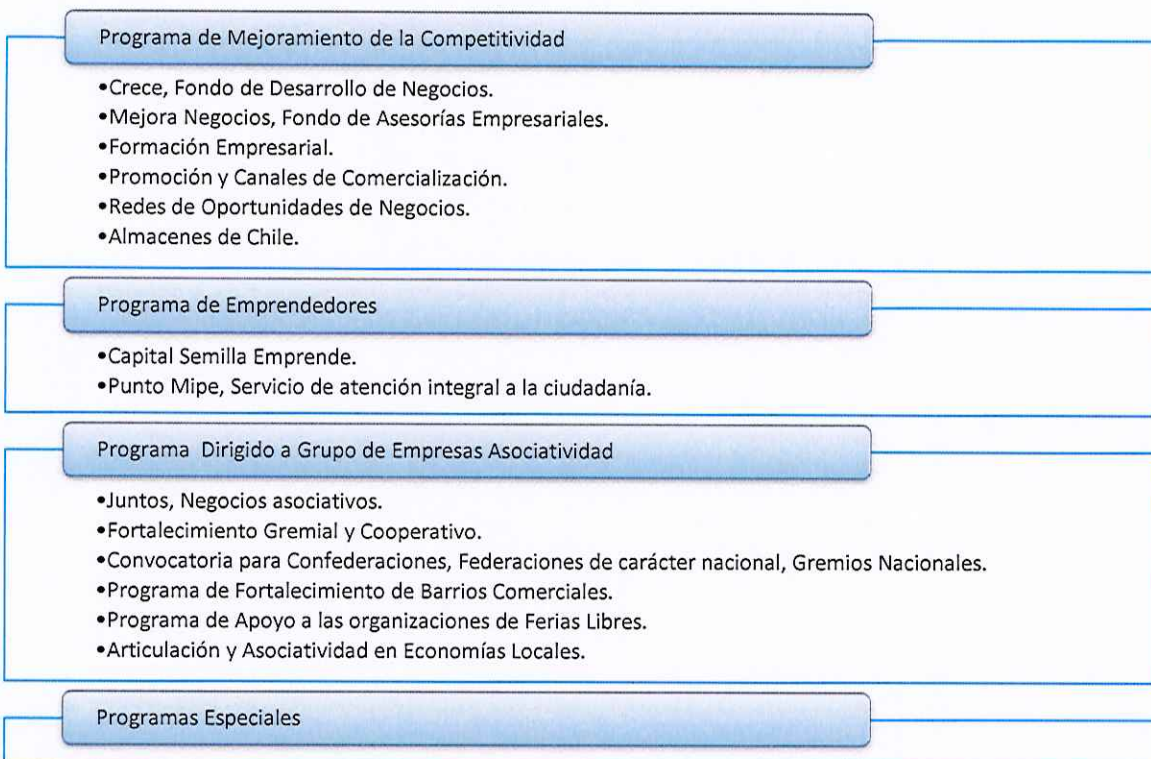 Programa de Mejoramiento de la Competitividad
•Crece, Fondo de Desarrollo de Negocios.
•Mejora Negocios, Fondo de Asesorías Empresariales.
•Formación Empresarial.
•Promoción y Canales de Comercialización.
•Redes de Oportunidades de Negocios.
•Almacenes de Chile.
Programa de Emprendedores
•Capital Semilla Emprende.
•Punto Mipe, Servicio de atención integral a la ciudadanía.
Programa Dirigido a Grupo de Empresas Asociatividad
•Juntos, Negocios asociativos.
•Fortalecimiento Gremial y Cooperativo.
•Convocatoria para Confederaciones, Federaciones de carácter nacional, Gremios Nacionales.
•Programa de Fortalecimiento de Barrios Comerciales.
•Programa de Apoyo a las organizaciones de Ferias Libres.
•Articulación y Asociatividad en Economías Locales.
Programas Especiales